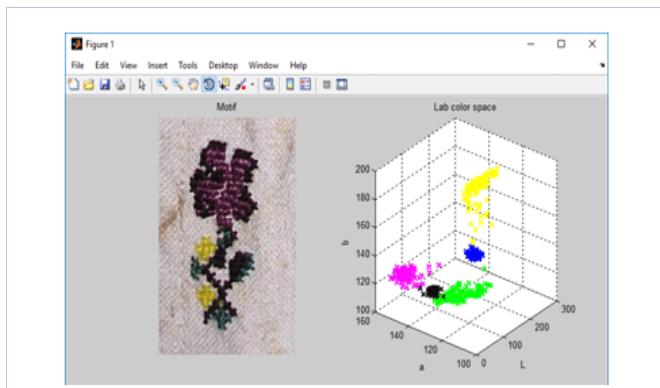 Figure 1
File Edit View Insert Tools Desktop Window Help
Motif
Lab color space
200
180
160
140
120
100
b
160
140
120
100
a
0
100
200
300
L